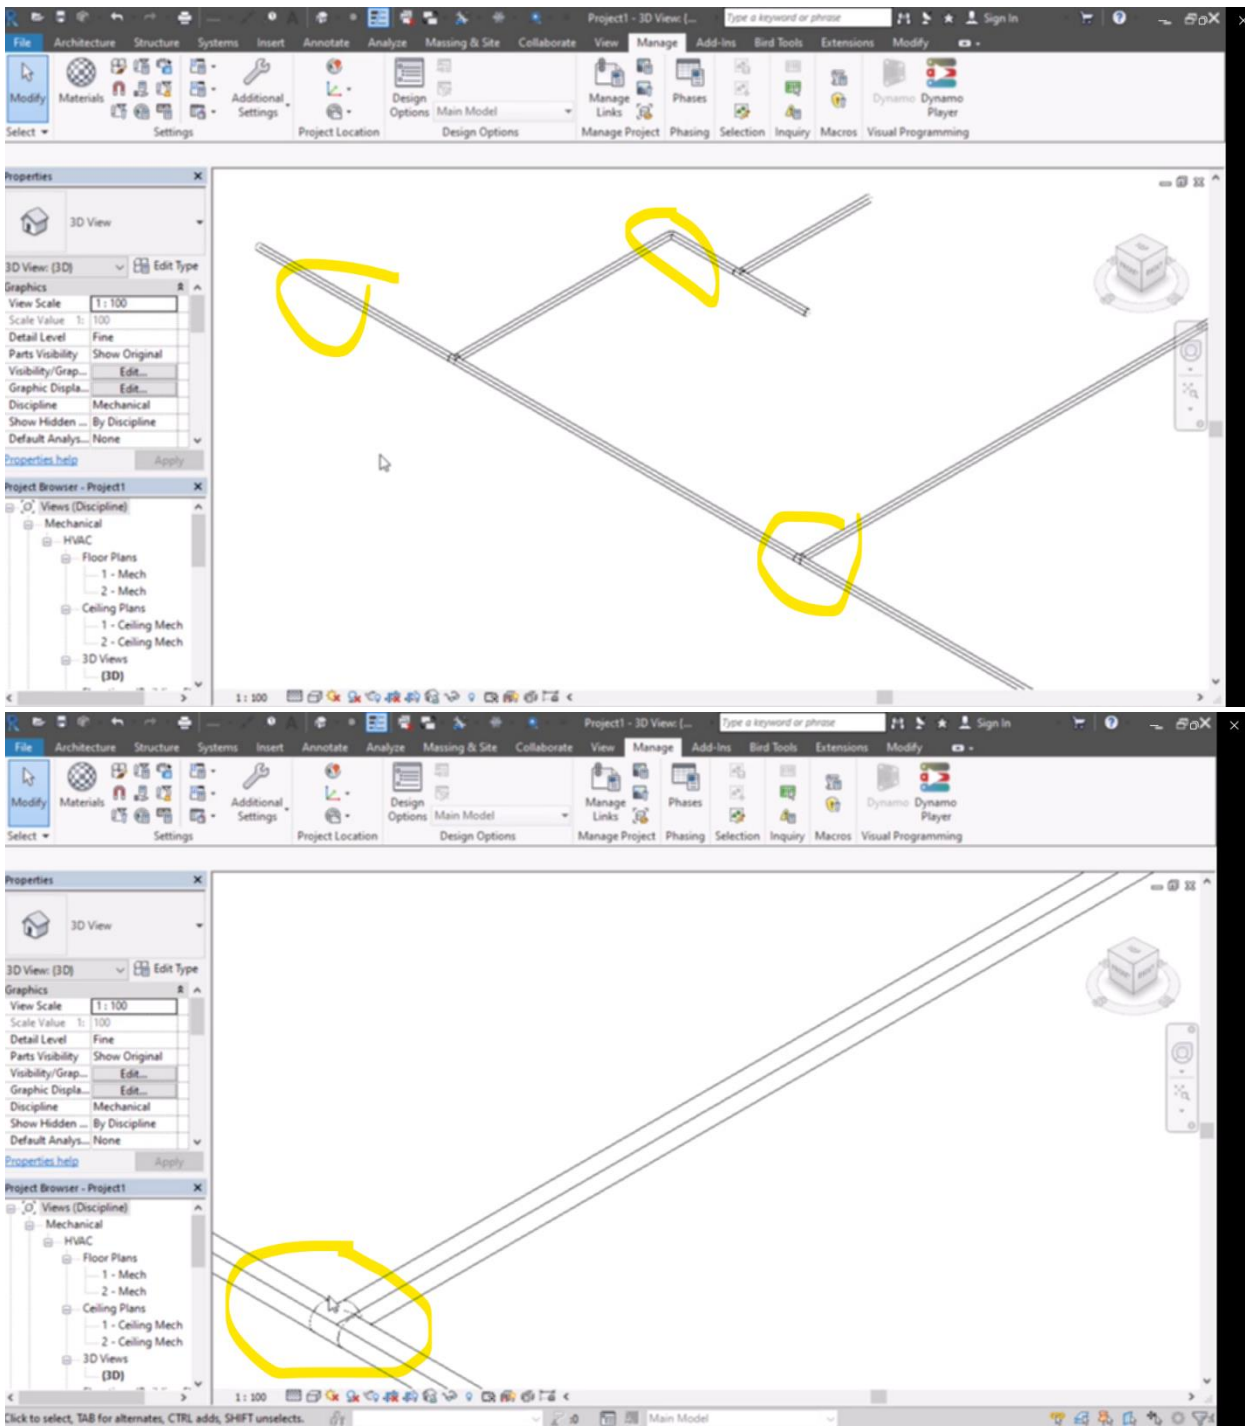 Project1 - 3D View: {...
Type a keyword or phrase
Sign In
File Architecture Structure Systems Insert Annotate Analyze Massing & Site Collaborate View Manage Add-Ins Bird Tools Extensions Modify
Modify
Materials
Additional
Settings
Design
Options
Main Model
Manage
Links
Phases
Dynamo
Dynamo
Player
Select Settings Project Location Design Options Manage Project Phasing Selection Inquiry Macros Visual Programming
Properties
3D View
3D View: {3D}
Edit Type
Graphics
View Scale 1 : 100
Scale Value 1: 100
Detail Level Fine
Parts Visibility Show Original
Visibility/Grap... Edit...
Graphic Displa... Edit...
Discipline Mechanical
Show Hidden ... By Discipline
Default Analys... None
Properties help Apply
Project Browser - Project1
Views (Discipline)
Mechanical
HVAC
Floor Plans
1 - Mech
2 - Mech
Ceiling Plans
1 - Ceiling Mech
2 - Ceiling Mech
3D Views
{3D}
1 : 100
Project1 - 3D View: {...
Type a keyword or phrase
Sign In
File Architecture Structure Systems Insert Annotate Analyze Massing & Site Collaborate View Manage Add-Ins Bird Tools Extensions Modify
Modify
Materials
Additional
Settings
Design
Options
Main Model
Manage
Links
Phases
Dynamo
Dynamo
Player
Select Settings Project Location Design Options Manage Project Phasing Selection Inquiry Macros Visual Programming
Properties
3D View
3D View: {3D}
Edit Type
Graphics
View Scale 1 : 100
Scale Value 1: 100
Detail Level Fine
Parts Visibility Show Original
Visibility/Grap... Edit...
Graphic Displa... Edit...
Discipline Mechanical
Show Hidden ... By Discipline
Default Analys... None
Properties help Apply
Project Browser - Project1
Views (Discipline)
Mechanical
HVAC
Floor Plans
1 - Mech
2 - Mech
Ceiling Plans
1 - Ceiling Mech
2 - Ceiling Mech
3D Views
{3D}
1 : 100
Click to select, TAB for alternates, CTRL adds, SHIFT unselects.
:0
Main Model